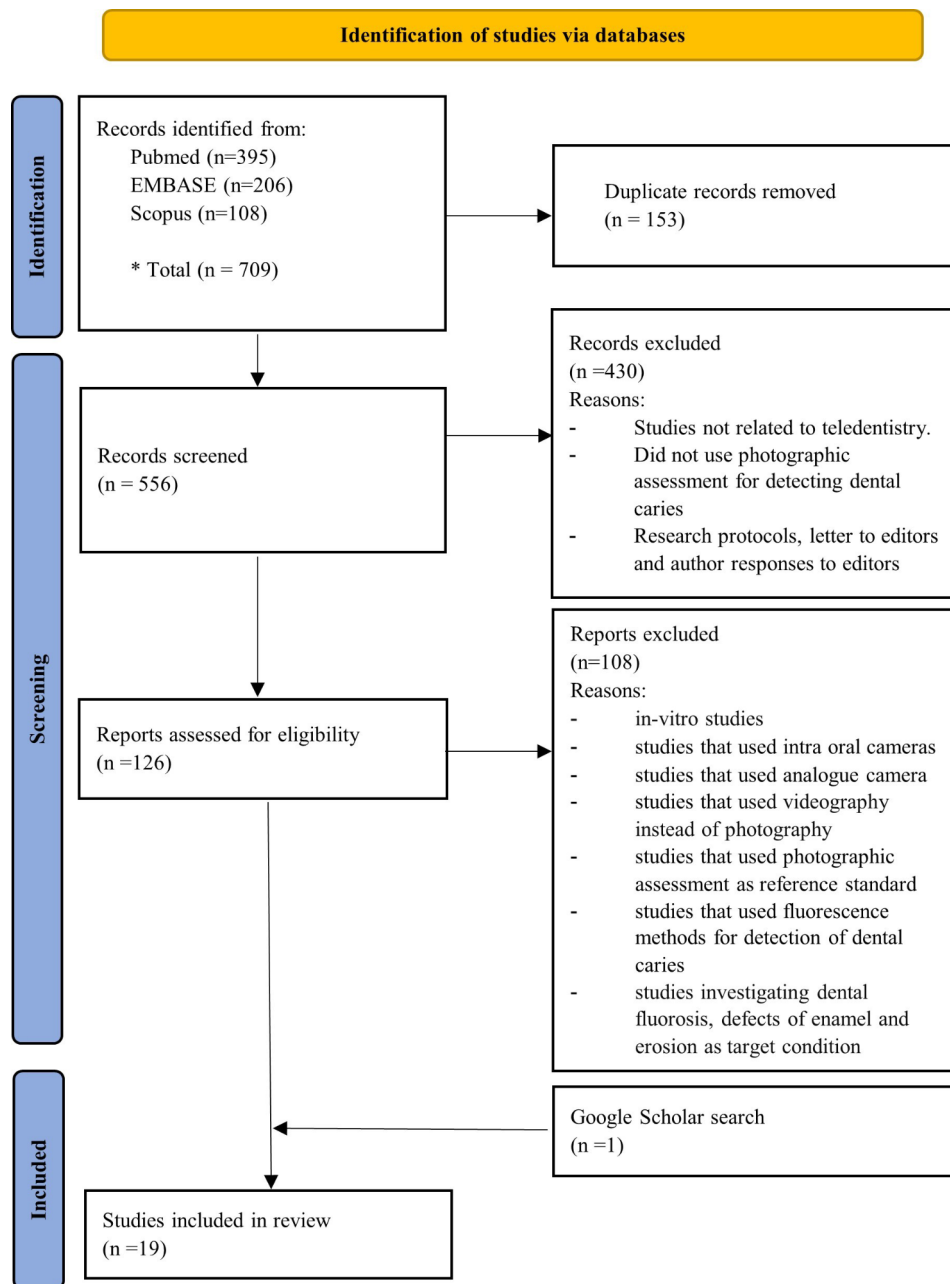 Identification of studies via databases
Identification
Records identified from:
Pubmed (n=395)
EMBASE (n=206)
Scopus (n=108)
* Total (n = 709)
Duplicate records removed
(n = 153)
Screening
Records screened
(n = 556)
Records excluded
(n =430)
Reasons:
- Studies not related to teledentistry.
- Did not use photographic
assessment for detecting dental
caries
- Research protocols, letter to editors
and author responses to editors
Reports assessed for eligibility
(n =126)
Reports excluded
(n=108)
Reasons:
- in-vitro studies
- studies that used intra oral cameras
- studies that used analogue camera
- studies that used videography
instead of photography
- studies that used photographic
assessment as reference standard
- studies that used fluorescence
methods for detection of dental
caries
- studies investigating dental
fluorosis, defects of enamel and
erosion as target condition
Included
Google Scholar search
(n =1)
Studies included in review
(n =19)